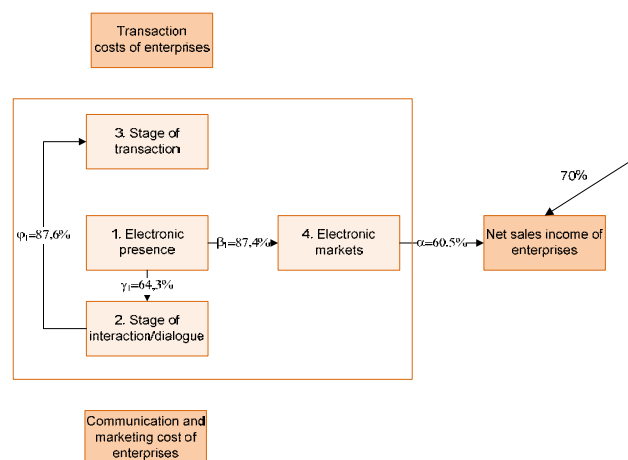 Transaction
costs of enterprises
3. Stage of
transaction
70%
φ1=87,6%
1. Electronic
presence
β1=87,4%
4. Electronic
markets
α=60.5%
Net sales income of
enterprises
γ1=64,3%
2. Stage of
interaction/dialogue
Communication and
marketing cost of
enterprises